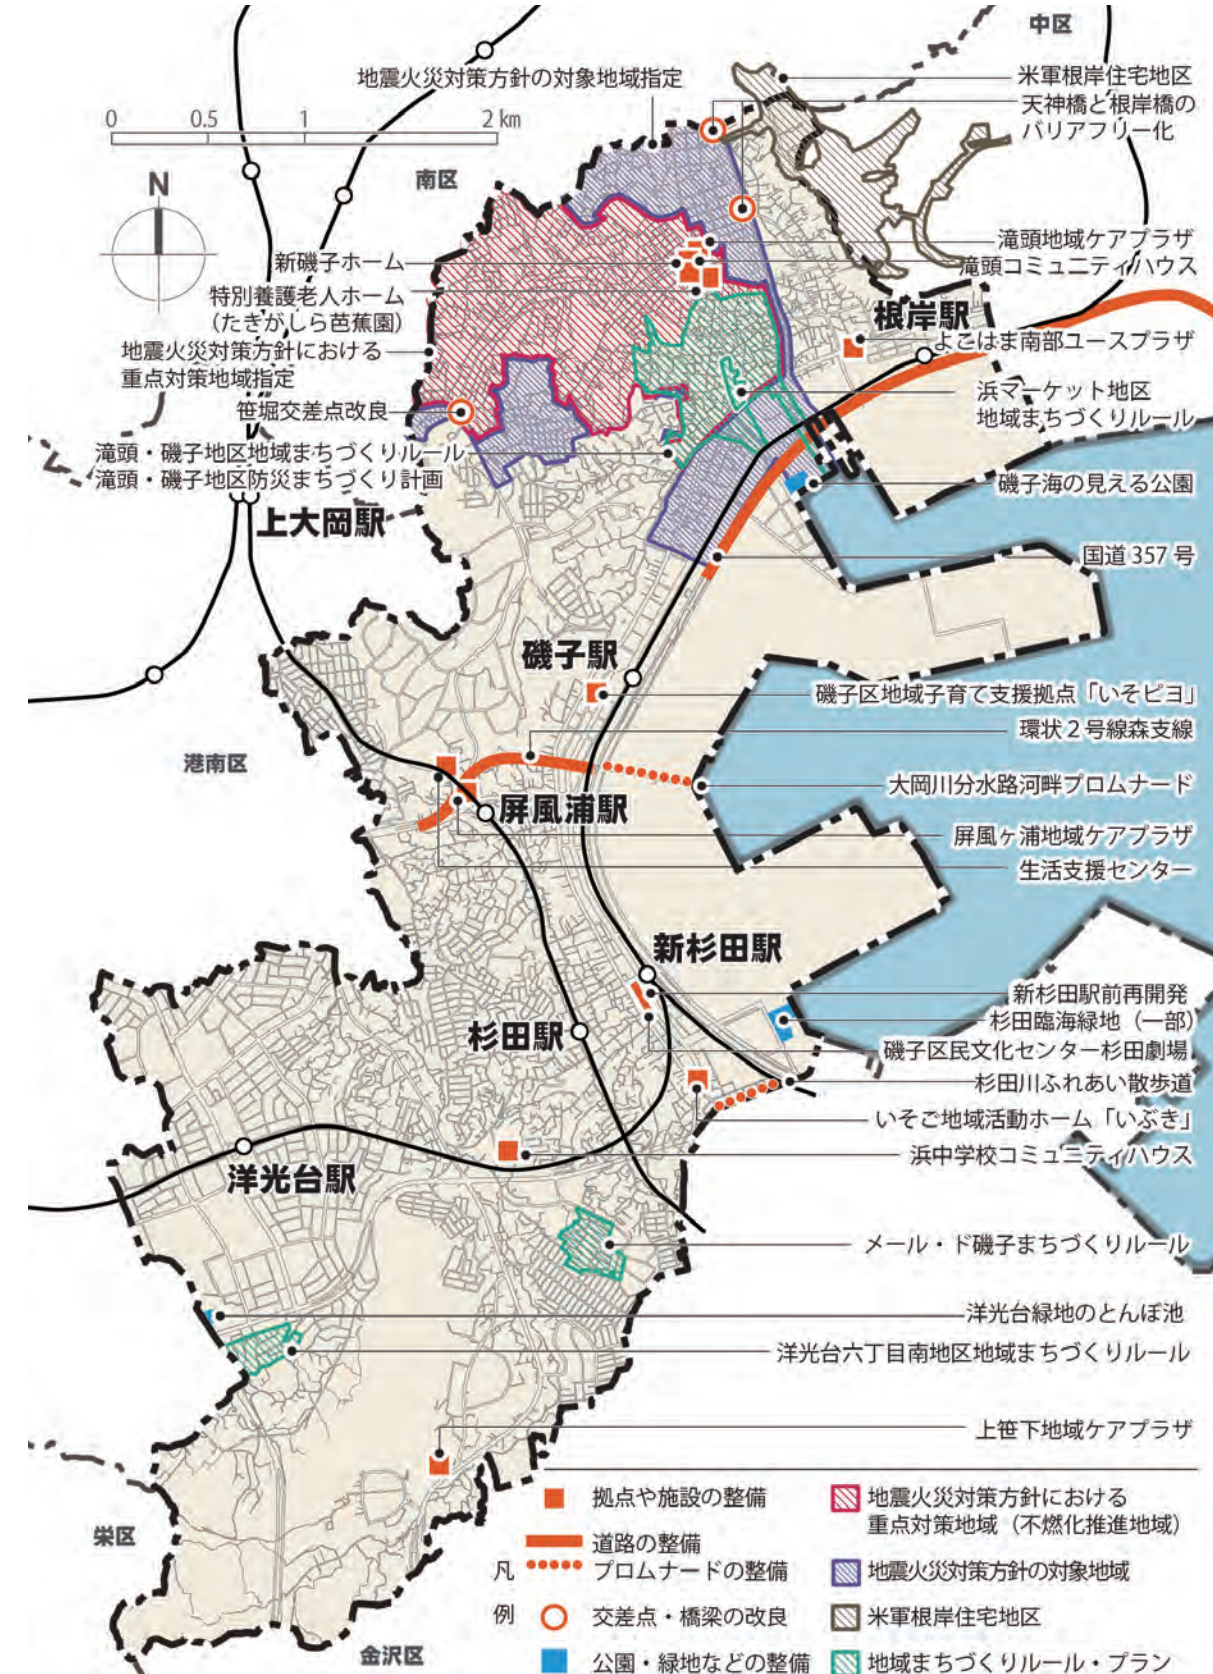 中区
地震火災対策方針の対象地域指定
米軍根岸住宅地区
天神橋と根岸橋の
バリアフリー化
0 0.5 1 2 km
N
南区
滝頭地域ケアプラザ
新磯子ホーム
滝頭コミュニティハウス
特別養護老人ホーム
(たきがしら芭蕉園)
根岸駅
よこはま南部ユースプラザ
地震火災対策方針における
重点対策地域指定
浜マーケット地区
地域まちづくりルール
笹堀交差点改良
滝頭・磯子地区地域まちづくりルール
滝頭・磯子地区防災まちづくり計画
磯子海の見える公園
上大岡駅
国道 357 号
磯子駅
磯子区地域子育て支援拠点「いそピヨ」
環状 2 号線森支線
港南区
大岡川分水路河畔プロムナード
屏風浦駅
屏風ヶ浦地域ケアプラザ
生活支援センター
新杉田駅
新杉田駅前再開発
杉田臨海緑地(一部)
杉田駅
磯子区民文化センター杉田劇場
杉田川ふれあい散歩道
いそご地域活動ホーム「いぶき」
浜中学校コミュニティハウス
洋光台駅
メール・ド磯子まちづくりルール
洋光台緑地のとんぼ池
洋光台六丁目南地区地域まちづくりルール
上笹下地域ケアプラザ
栄区
金沢区
凡例
拠点や施設の整備
道路の整備
プロムナードの整備
交差点・橋梁の改良
公園・緑地などの整備
地震火災対策方針における
重点対策地域(不燃化推進地域)
地震火災対策方針の対象地域
米軍根岸住宅地区
地域まちづくりルール・プラン